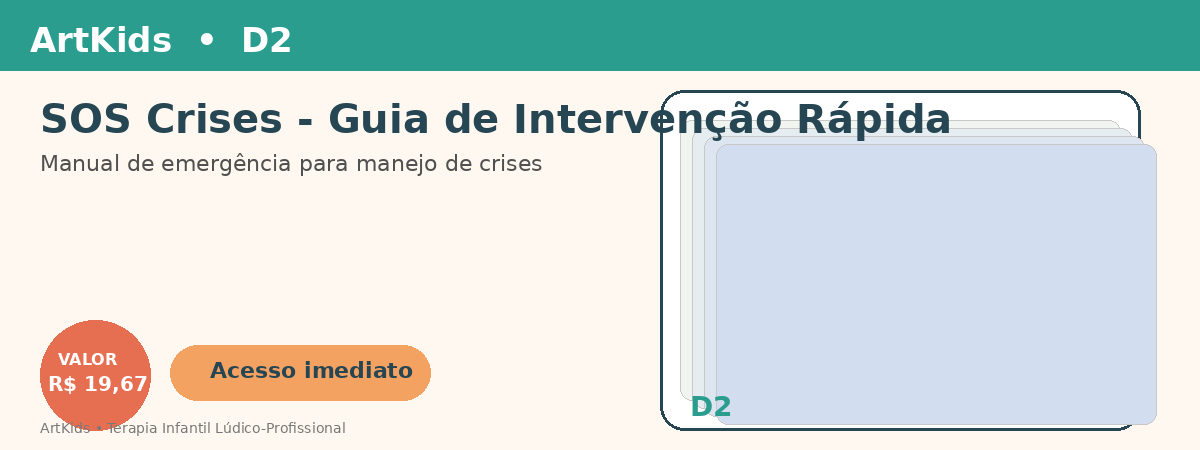 ArtKids • D2
SOS Crises - Guia de Intervenção Rápida
Manual de emergência para manejo de crises
VALOR
R$ 19,67
Acesso imediato
D2
ArtKids • Terapia Infantil Lúdico-Profissional